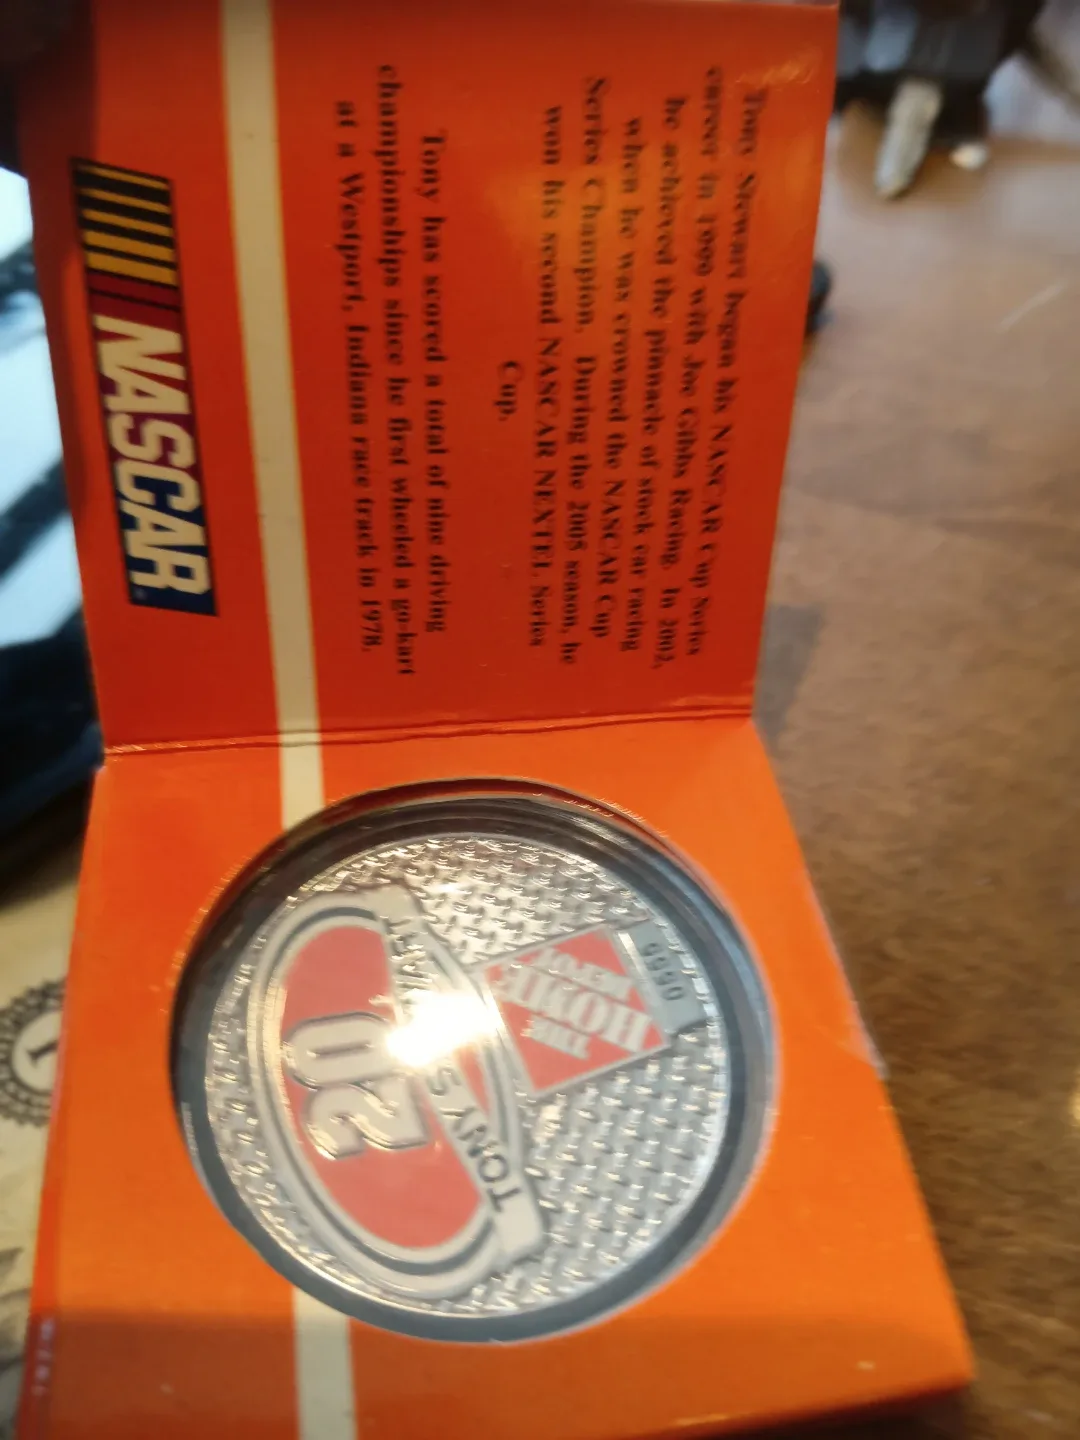 Tony Stewart began his NASCAR Cup Series
career in 1999 with Joe Gibbs Racing. In 2002,
he achieved the pinnacle of stock car racing
when he was crowned the NASCAR Cup
Series Champion. During the 2005 season, he
won his second NASCAR NEXTEL Series
Cup.
Tony has scored a total of nine driving
championships since he first wheeled a go-kart
at a Westport, Indiana race track in 1978.
NASCAR
THE
HOME
DEPOT
TONY S
20
1